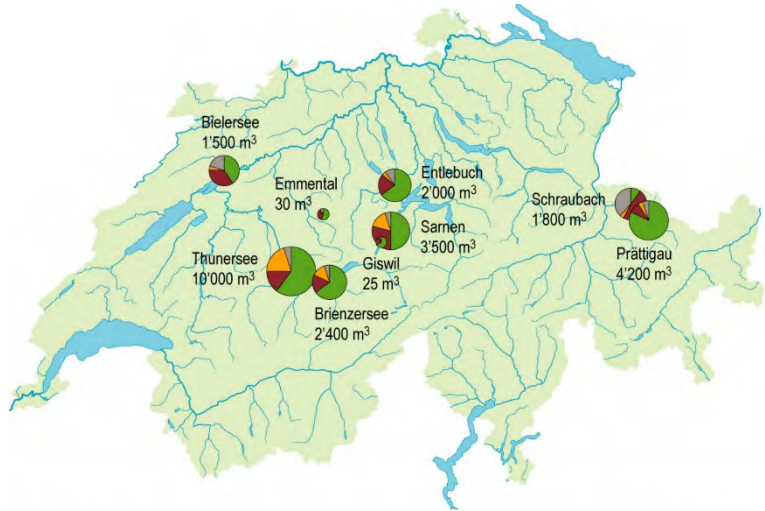 Bielersee
1'500 m³
Emmental
30 m³
Entlebuch
2'000 m³
Schraubach
1'800 m³
Sarnen
3'500 m³
Thunersee
10'000 m³
Giswil
25 m³
Prättigau
4'200 m³
Brienzersee
2'400 m³